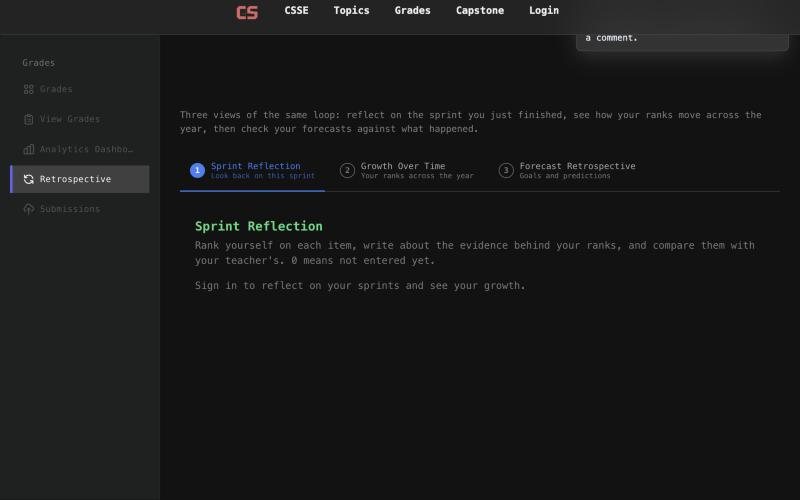 CS
CSSE
Topics
Grades
Capstone
Login
a comment.
Grades
Grades
View Grades
Analytics Dashbo…
Retrospective
Submissions
Three views of the same loop: reflect on the sprint you just finished, see how your ranks move across the
year, then check your forecasts against what happened.
1
Sprint Reflection
Look back on this sprint
2
Growth Over Time
Your ranks across the year
3
Forecast Retrospective
Goals and predictions
Sprint Reflection
Rank yourself on each item, write about the evidence behind your ranks, and compare them with
your teacher's. 0 means not entered yet.
Sign in to reflect on your sprints and see your growth.